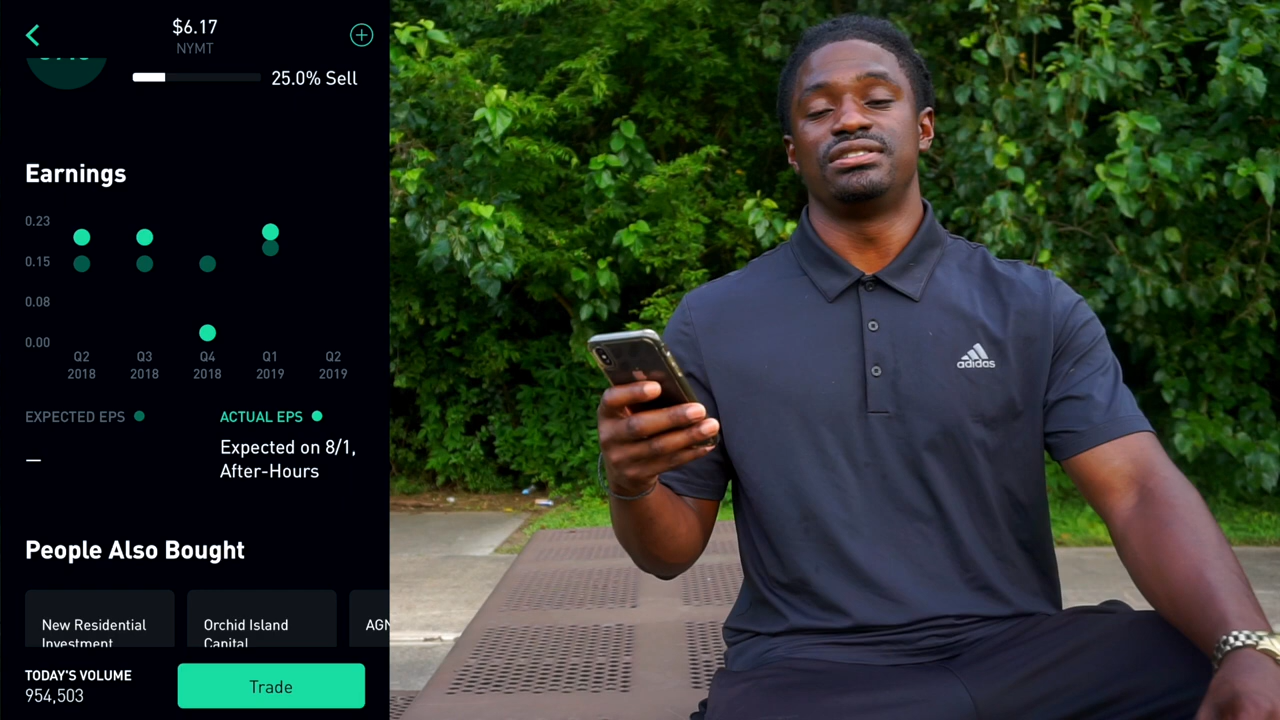 $6.17
NYMT
25.0% Sell
Earnings
0.23
0.15
0.08
0.00
Q2 Q3 Q4 Q1 Q2
2018 2018 2018 2019 2019
EXPECTED EPS
ACTUAL EPS
—
Expected on 8/1,
After-Hours
People Also Bought
New Residential
Investment
Orchid Island
Capital
AGN
TODAY'S VOLUME
954,503
Trade
adidas